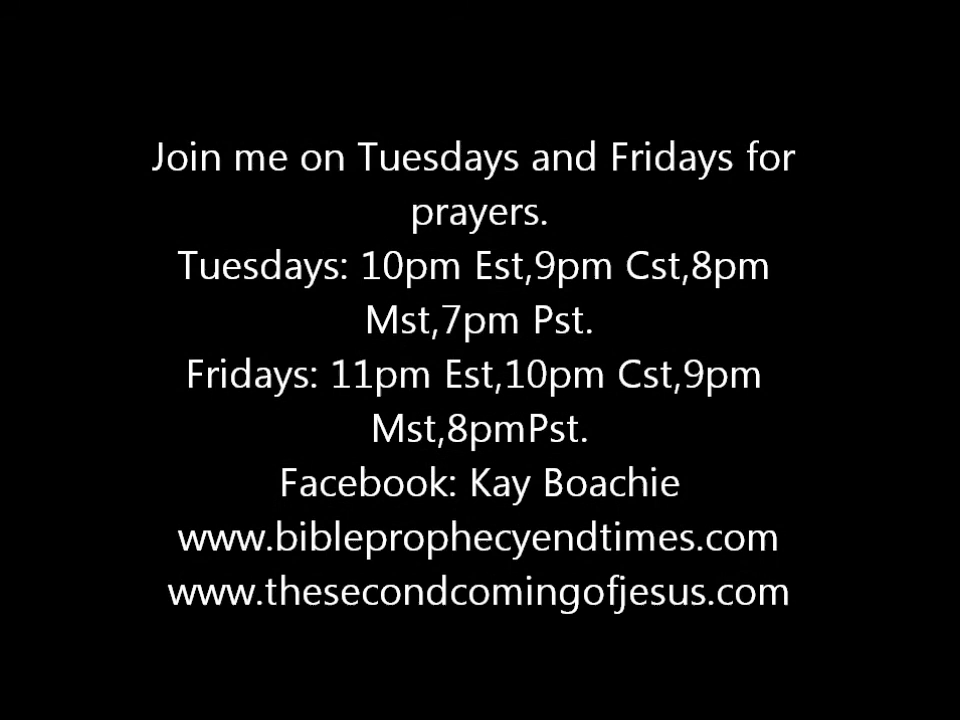 Join me on Tuesdays and Fridays for
prayers.
Tuesdays: 10pm Est,9pm Cst,8pm
Mst,7pm Pst.
Fridays: 11pm Est,10pm Cst,9pm
Mst,8pmPst.
Facebook: Kay Boachie
www.bibleprophecyendtimes.com
www.thesecondcomingofjesus.com